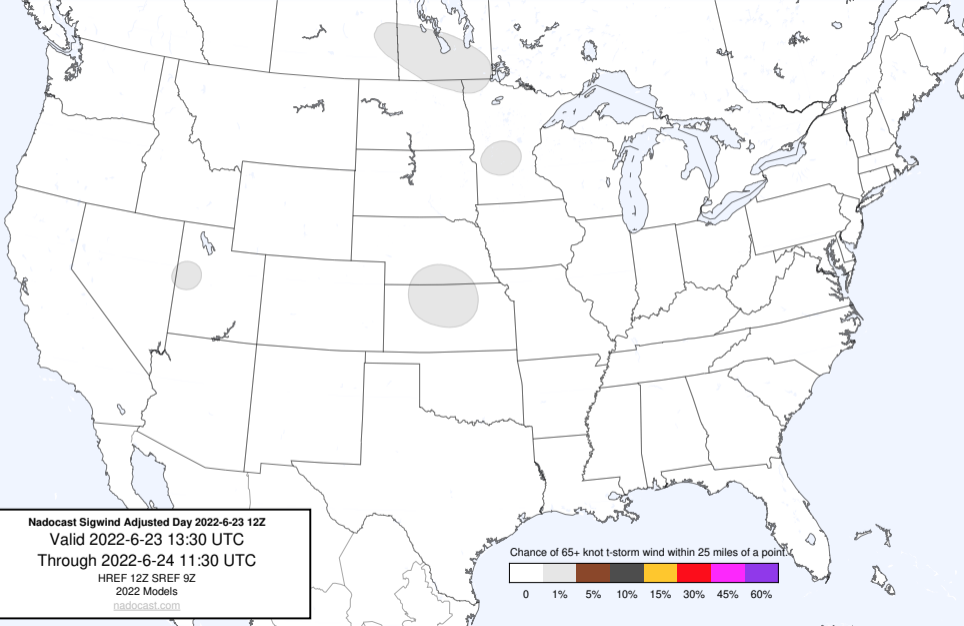 Nadocast Sigwind Adjusted Day 2022-6-23 12Z
Valid 2022-6-23 13:30 UTC
Through 2022-6-24 11:30 UTC
HREF 12Z SREF 9Z
2022 Models
nadocast.com
Chance of 65+ knot t-storm wind within 25 miles of a point.
0 1% 5% 10% 15% 30% 45% 60%